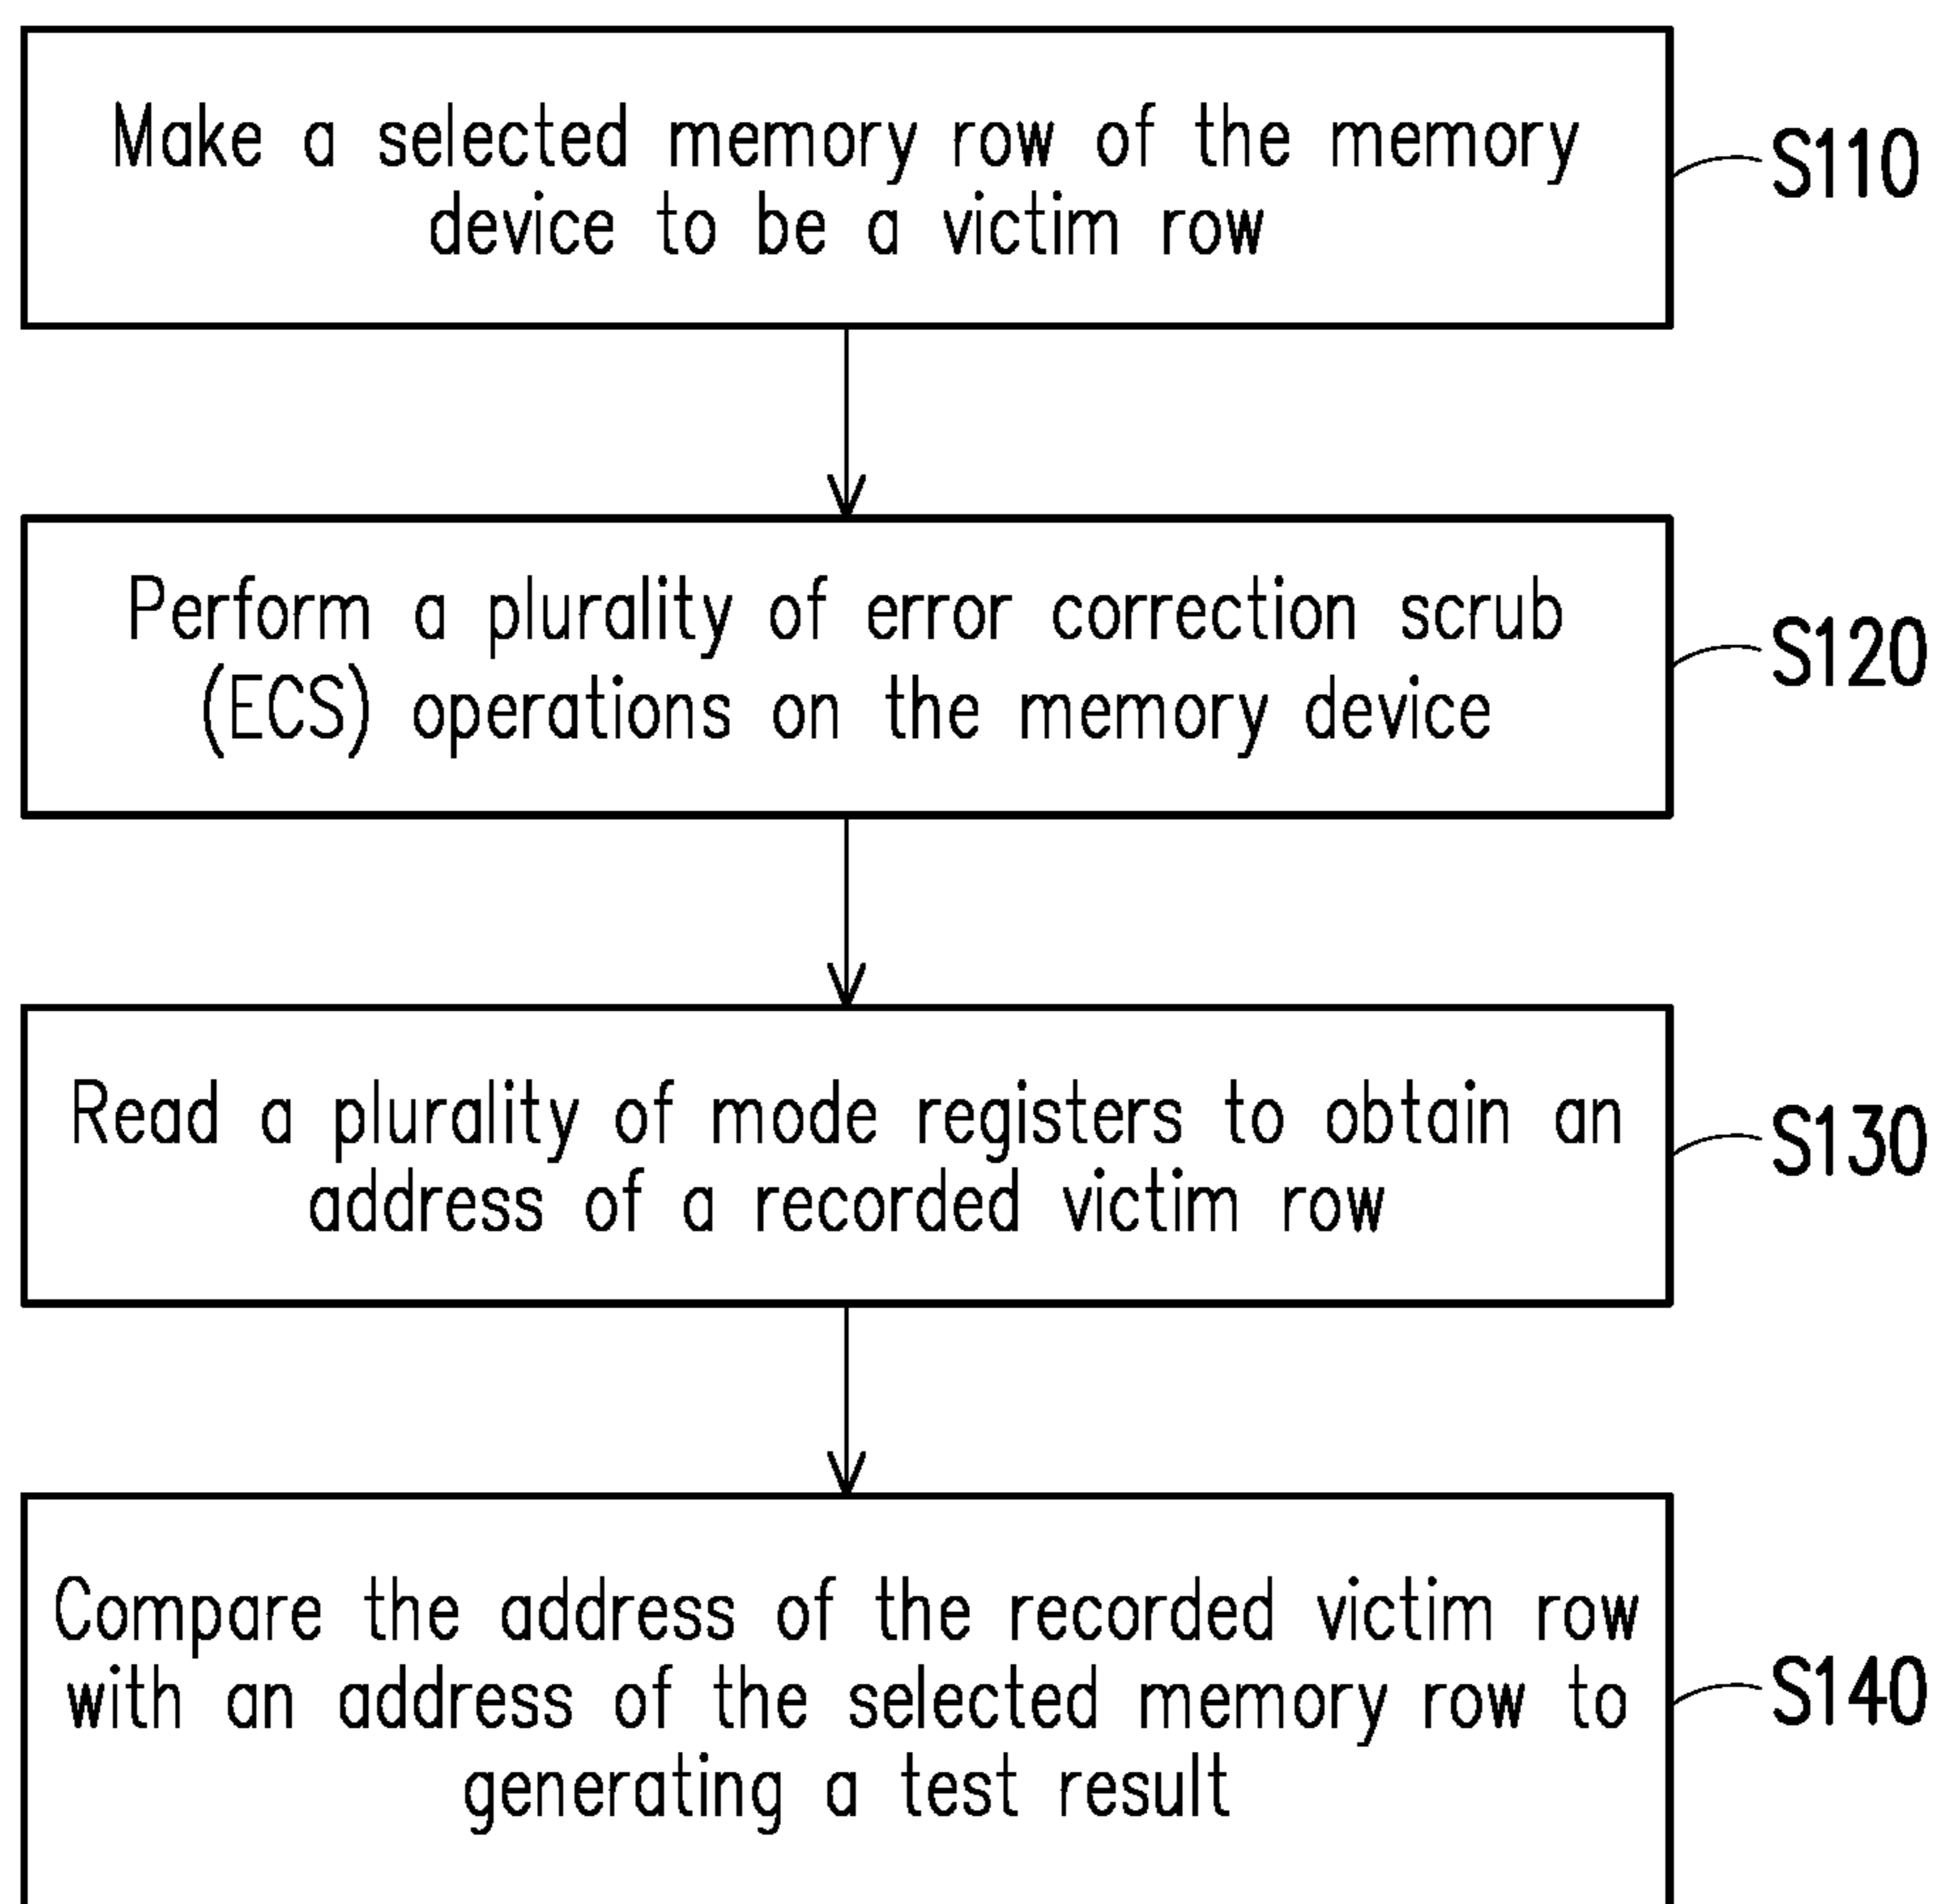 Make a selected memory row of the memory
device to be a victim row
S110
Perform a plurality of error correction scrub
(ECS) operations on the memory device
S120
Read a plurality of mode registers to obtain an
address of a recorded victim row
S130
Compare the address of the recorded victim row
with an address of the selected memory row to
generating a test result
S140